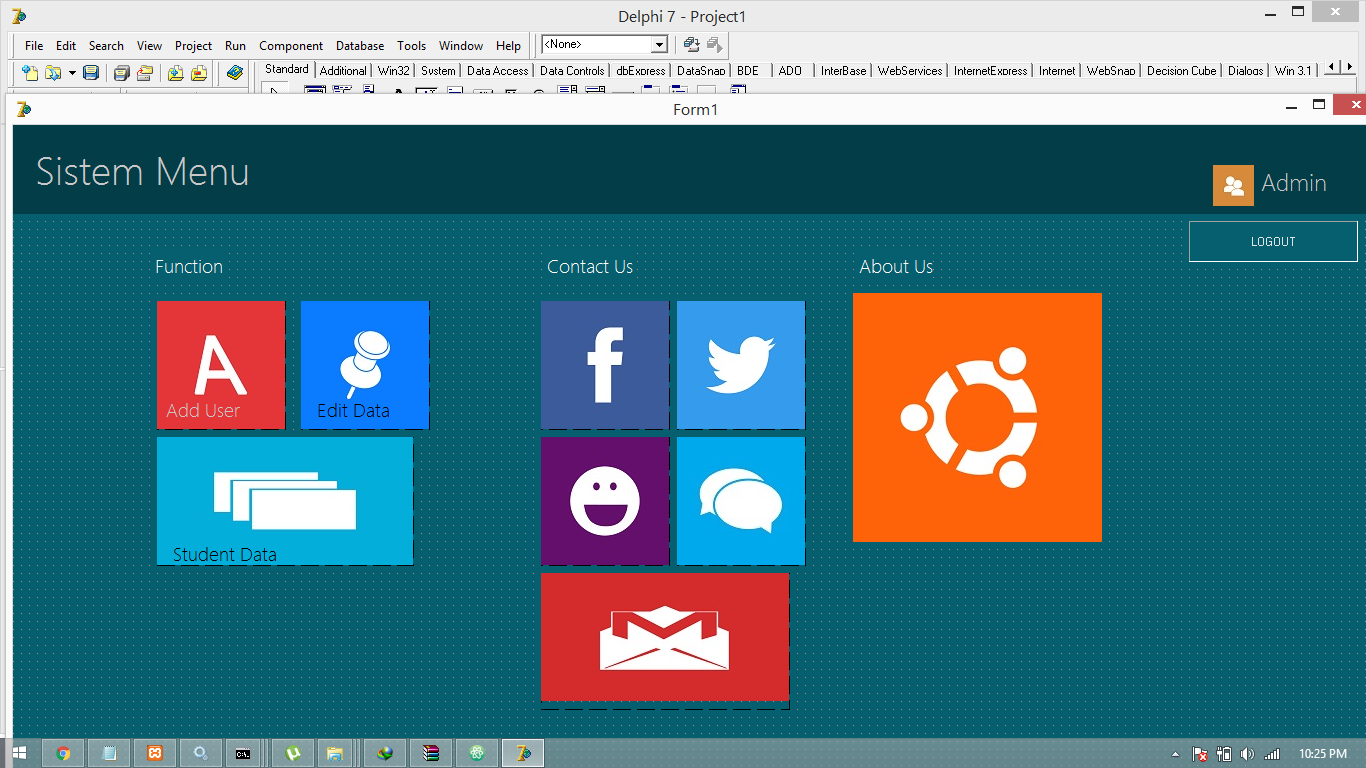 Delphi 7 - Project1
File Edit Search View Project Run Component Database Tools Window Help <None>
Standard Additional Win32 System Data Access Data Controls dbExpress DataSnap BDE ADO InterBase WebServices InternetExpress Internet WebSnap Decision Cube Dialogs Win 3.1
Form1
Sistem Menu
Admin
LOGOUT
Function
Contact Us
About Us
A
Add User
Edit Data
f
Student Data
10:25 PM